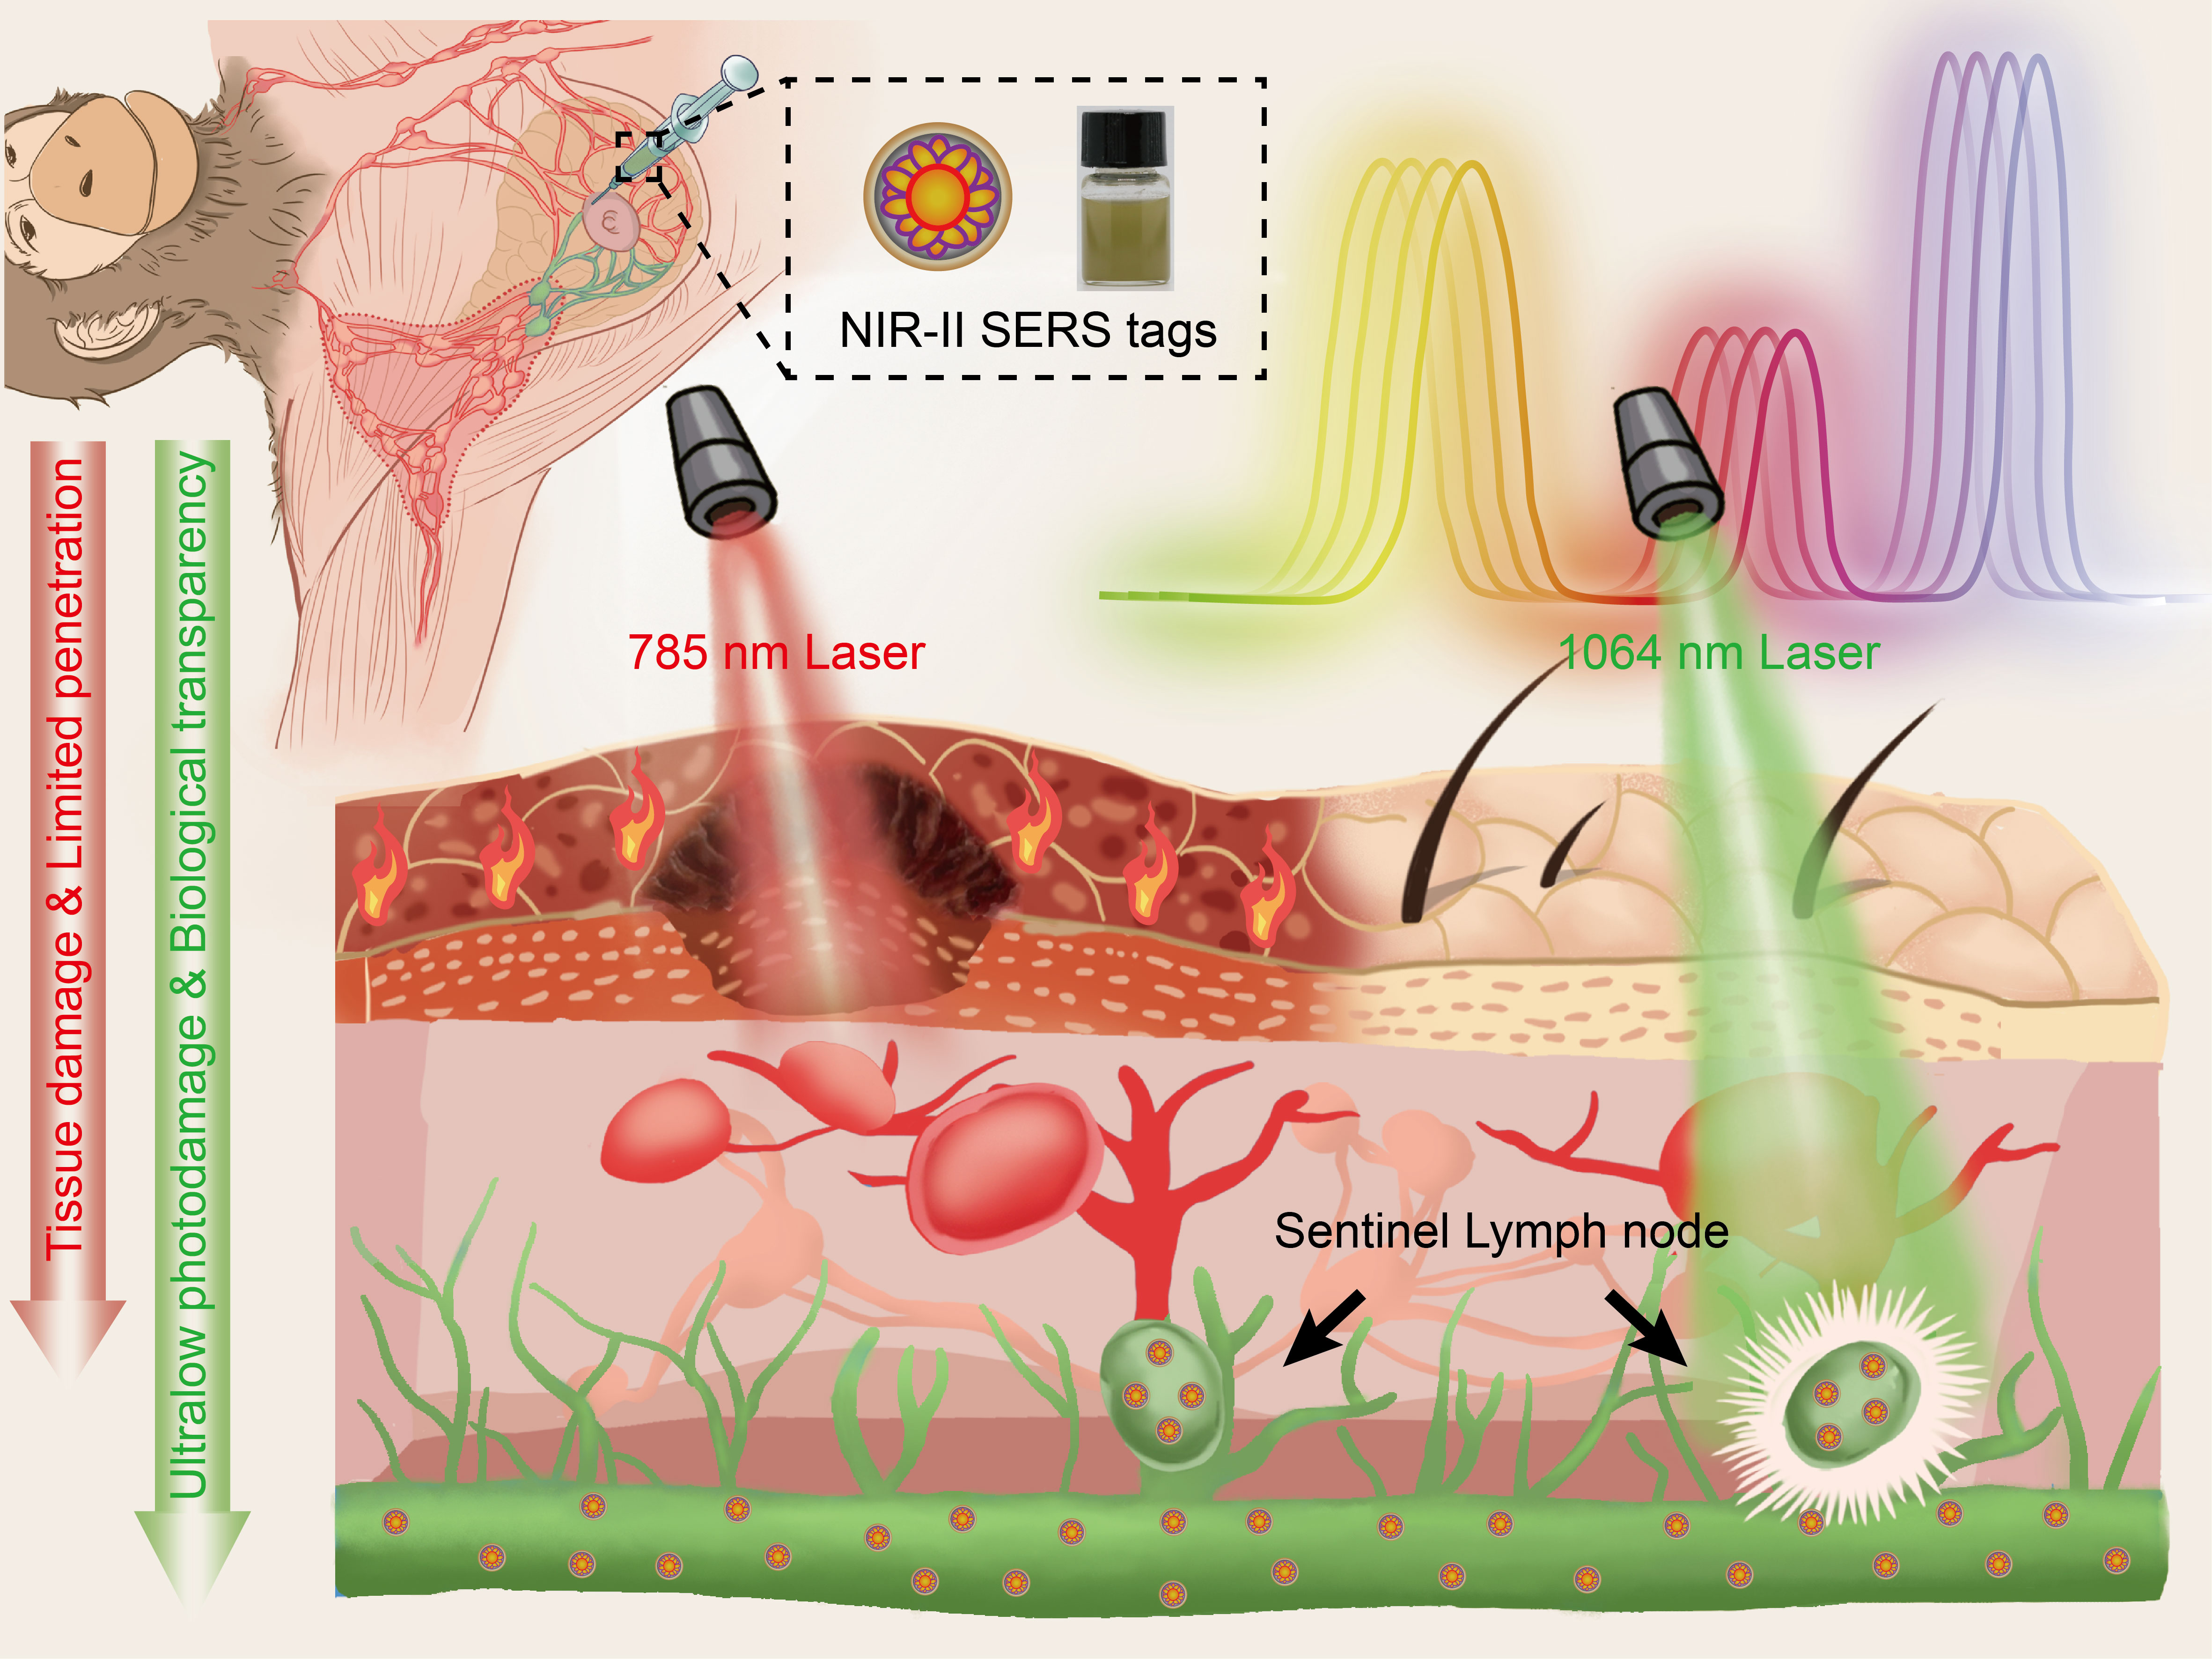 NIR-II SERS tags
785 nm Laser
1064 nm Laser
Tissue damage & Limited penetration
Ultralow photodamage & Biological transparency
Sentinel Lymph node